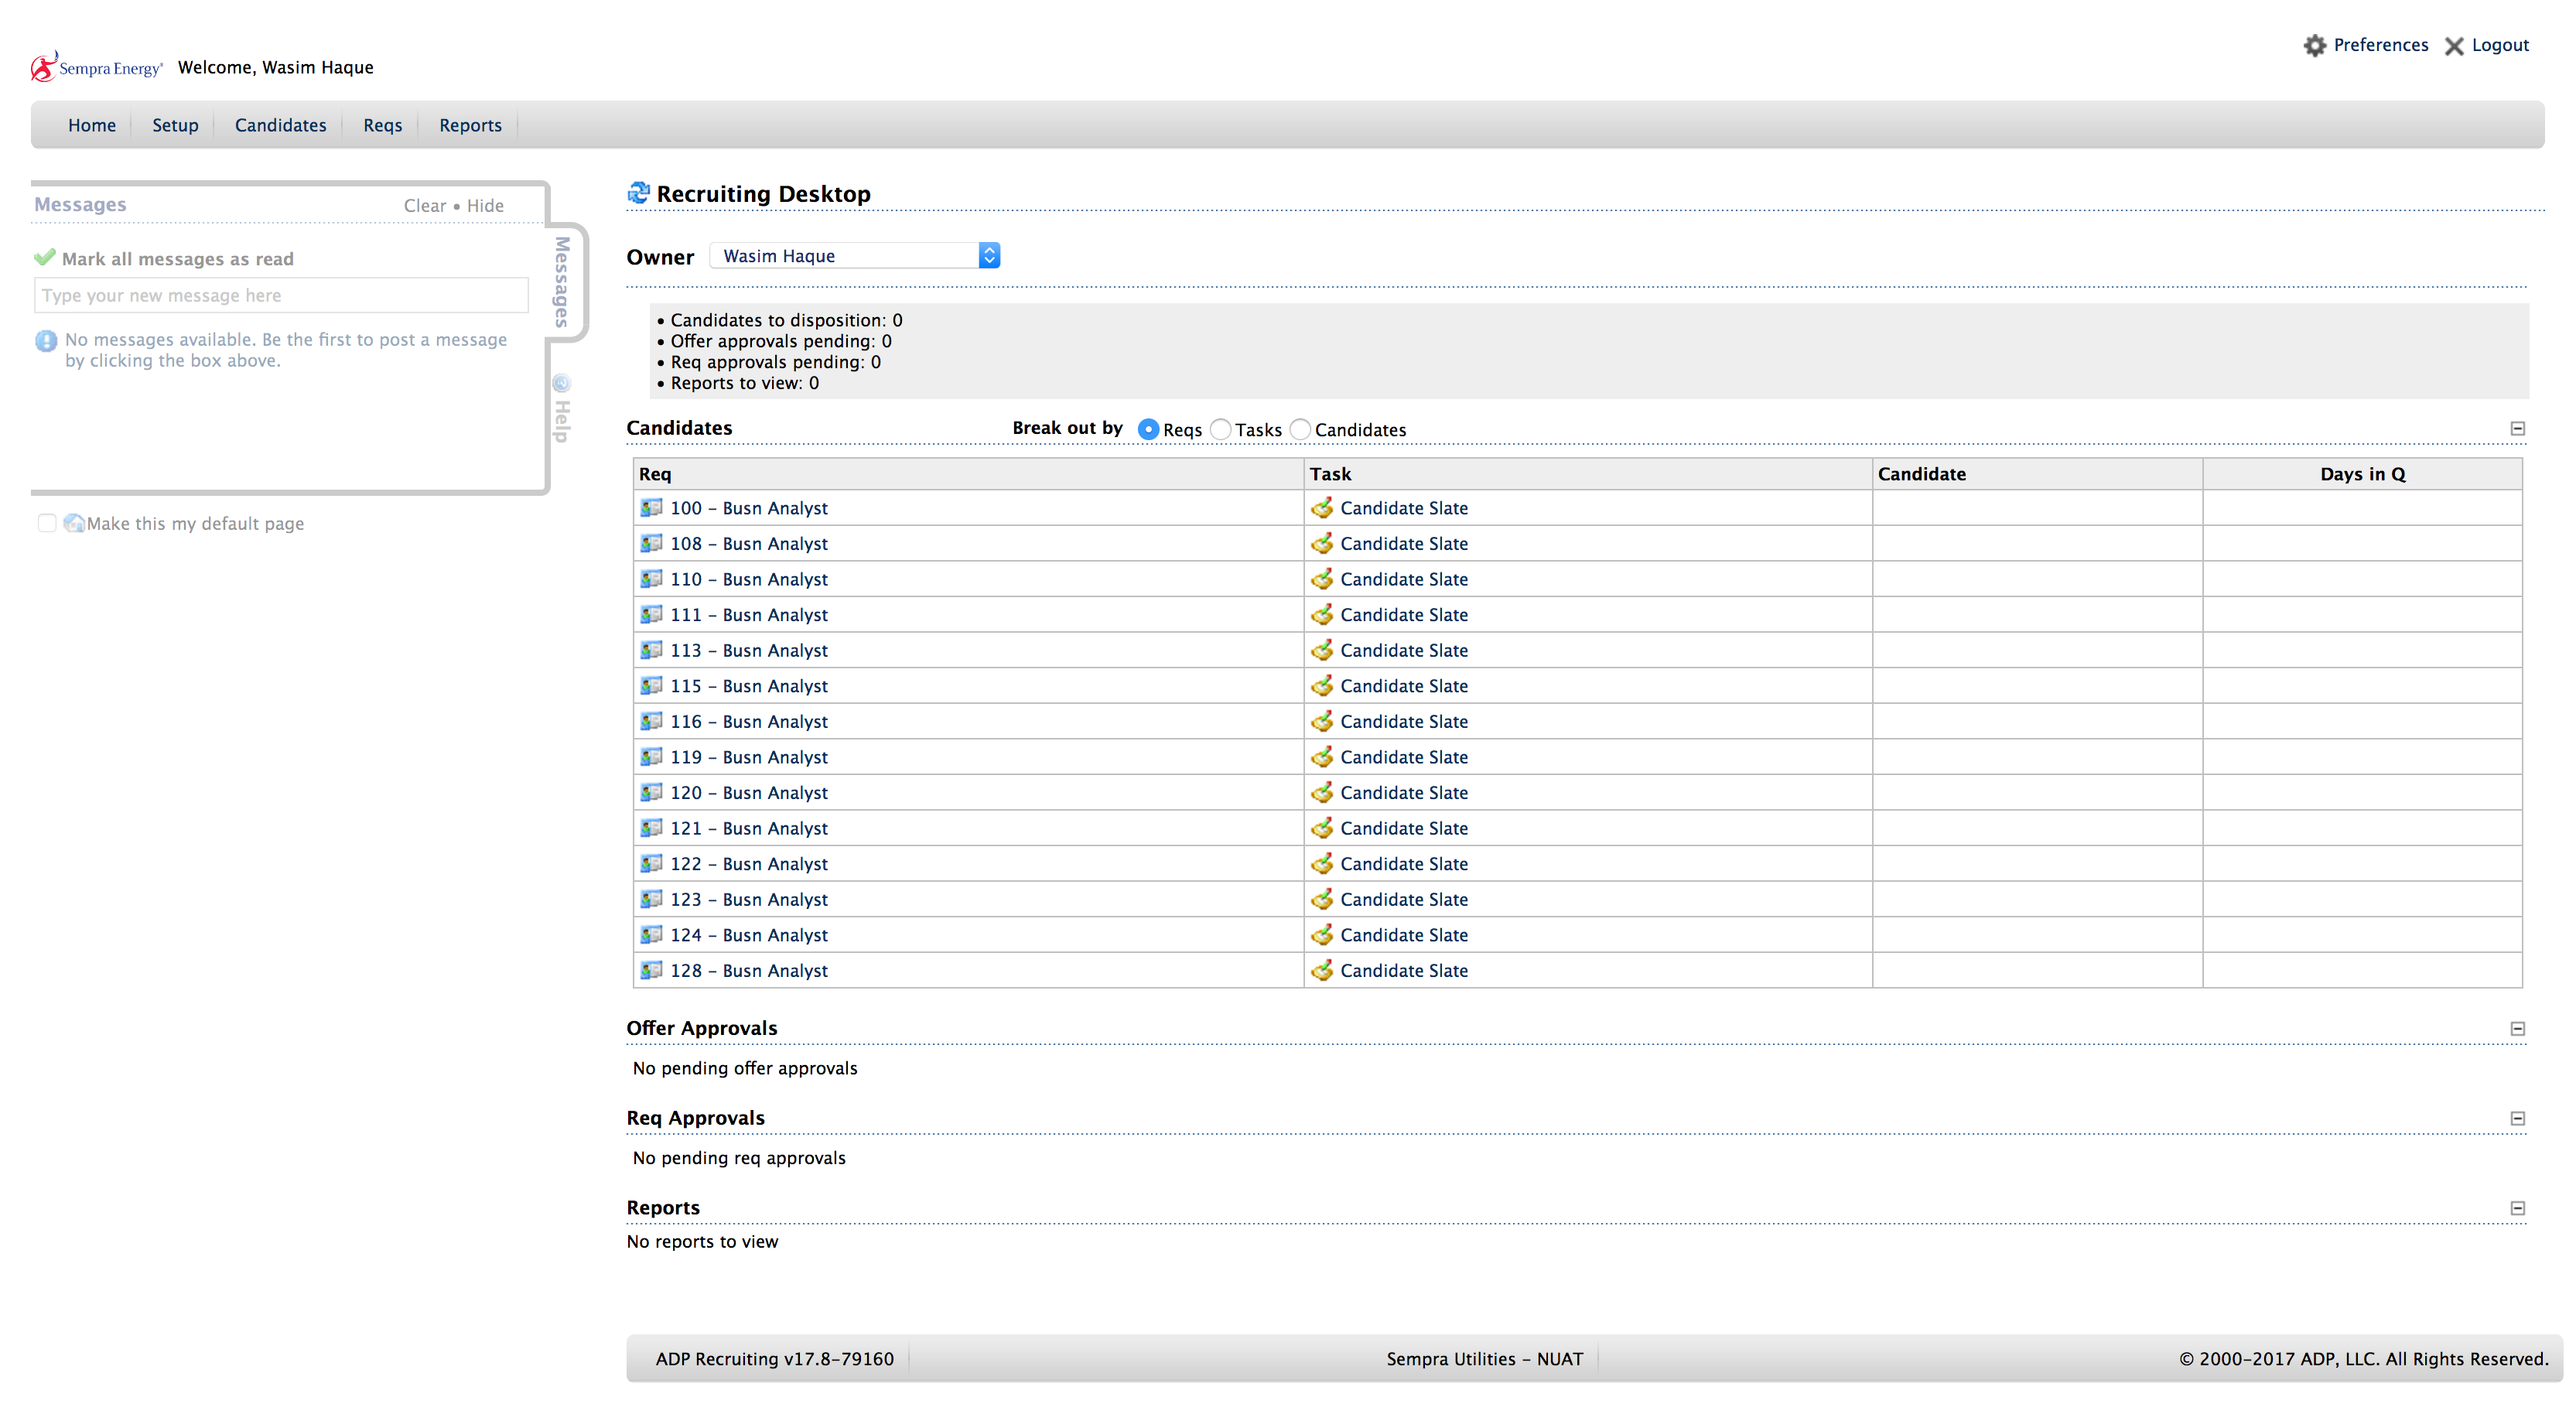 Preferences Logout
Sempra Energy® Welcome, Wasim Haque
Home Setup Candidates Reqs Reports
Messages Clear • Hide
Mark all messages as read
Type your new message here
No messages available. Be the first to post a message
by clicking the box above.
Messages
Help
Make this my default page
Recruiting Desktop
Owner Wasim Haque
• Candidates to disposition: 0
• Offer approvals pending: 0
• Req approvals pending: 0
• Reports to view: 0
Candidates Break out by Reqs Tasks Candidates
Req Task Candidate Days in Q
100 – Busn Analyst Candidate Slate
108 – Busn Analyst Candidate Slate
110 – Busn Analyst Candidate Slate
111 – Busn Analyst Candidate Slate
113 – Busn Analyst Candidate Slate
115 – Busn Analyst Candidate Slate
116 – Busn Analyst Candidate Slate
119 – Busn Analyst Candidate Slate
120 – Busn Analyst Candidate Slate
121 – Busn Analyst Candidate Slate
122 – Busn Analyst Candidate Slate
123 – Busn Analyst Candidate Slate
124 – Busn Analyst Candidate Slate
128 – Busn Analyst Candidate Slate
Offer Approvals
No pending offer approvals
Req Approvals
No pending req approvals
Reports
No reports to view
ADP Recruiting v17.8–79160 Sempra Utilities – NUAT © 2000–2017 ADP, LLC. All Rights Reserved.